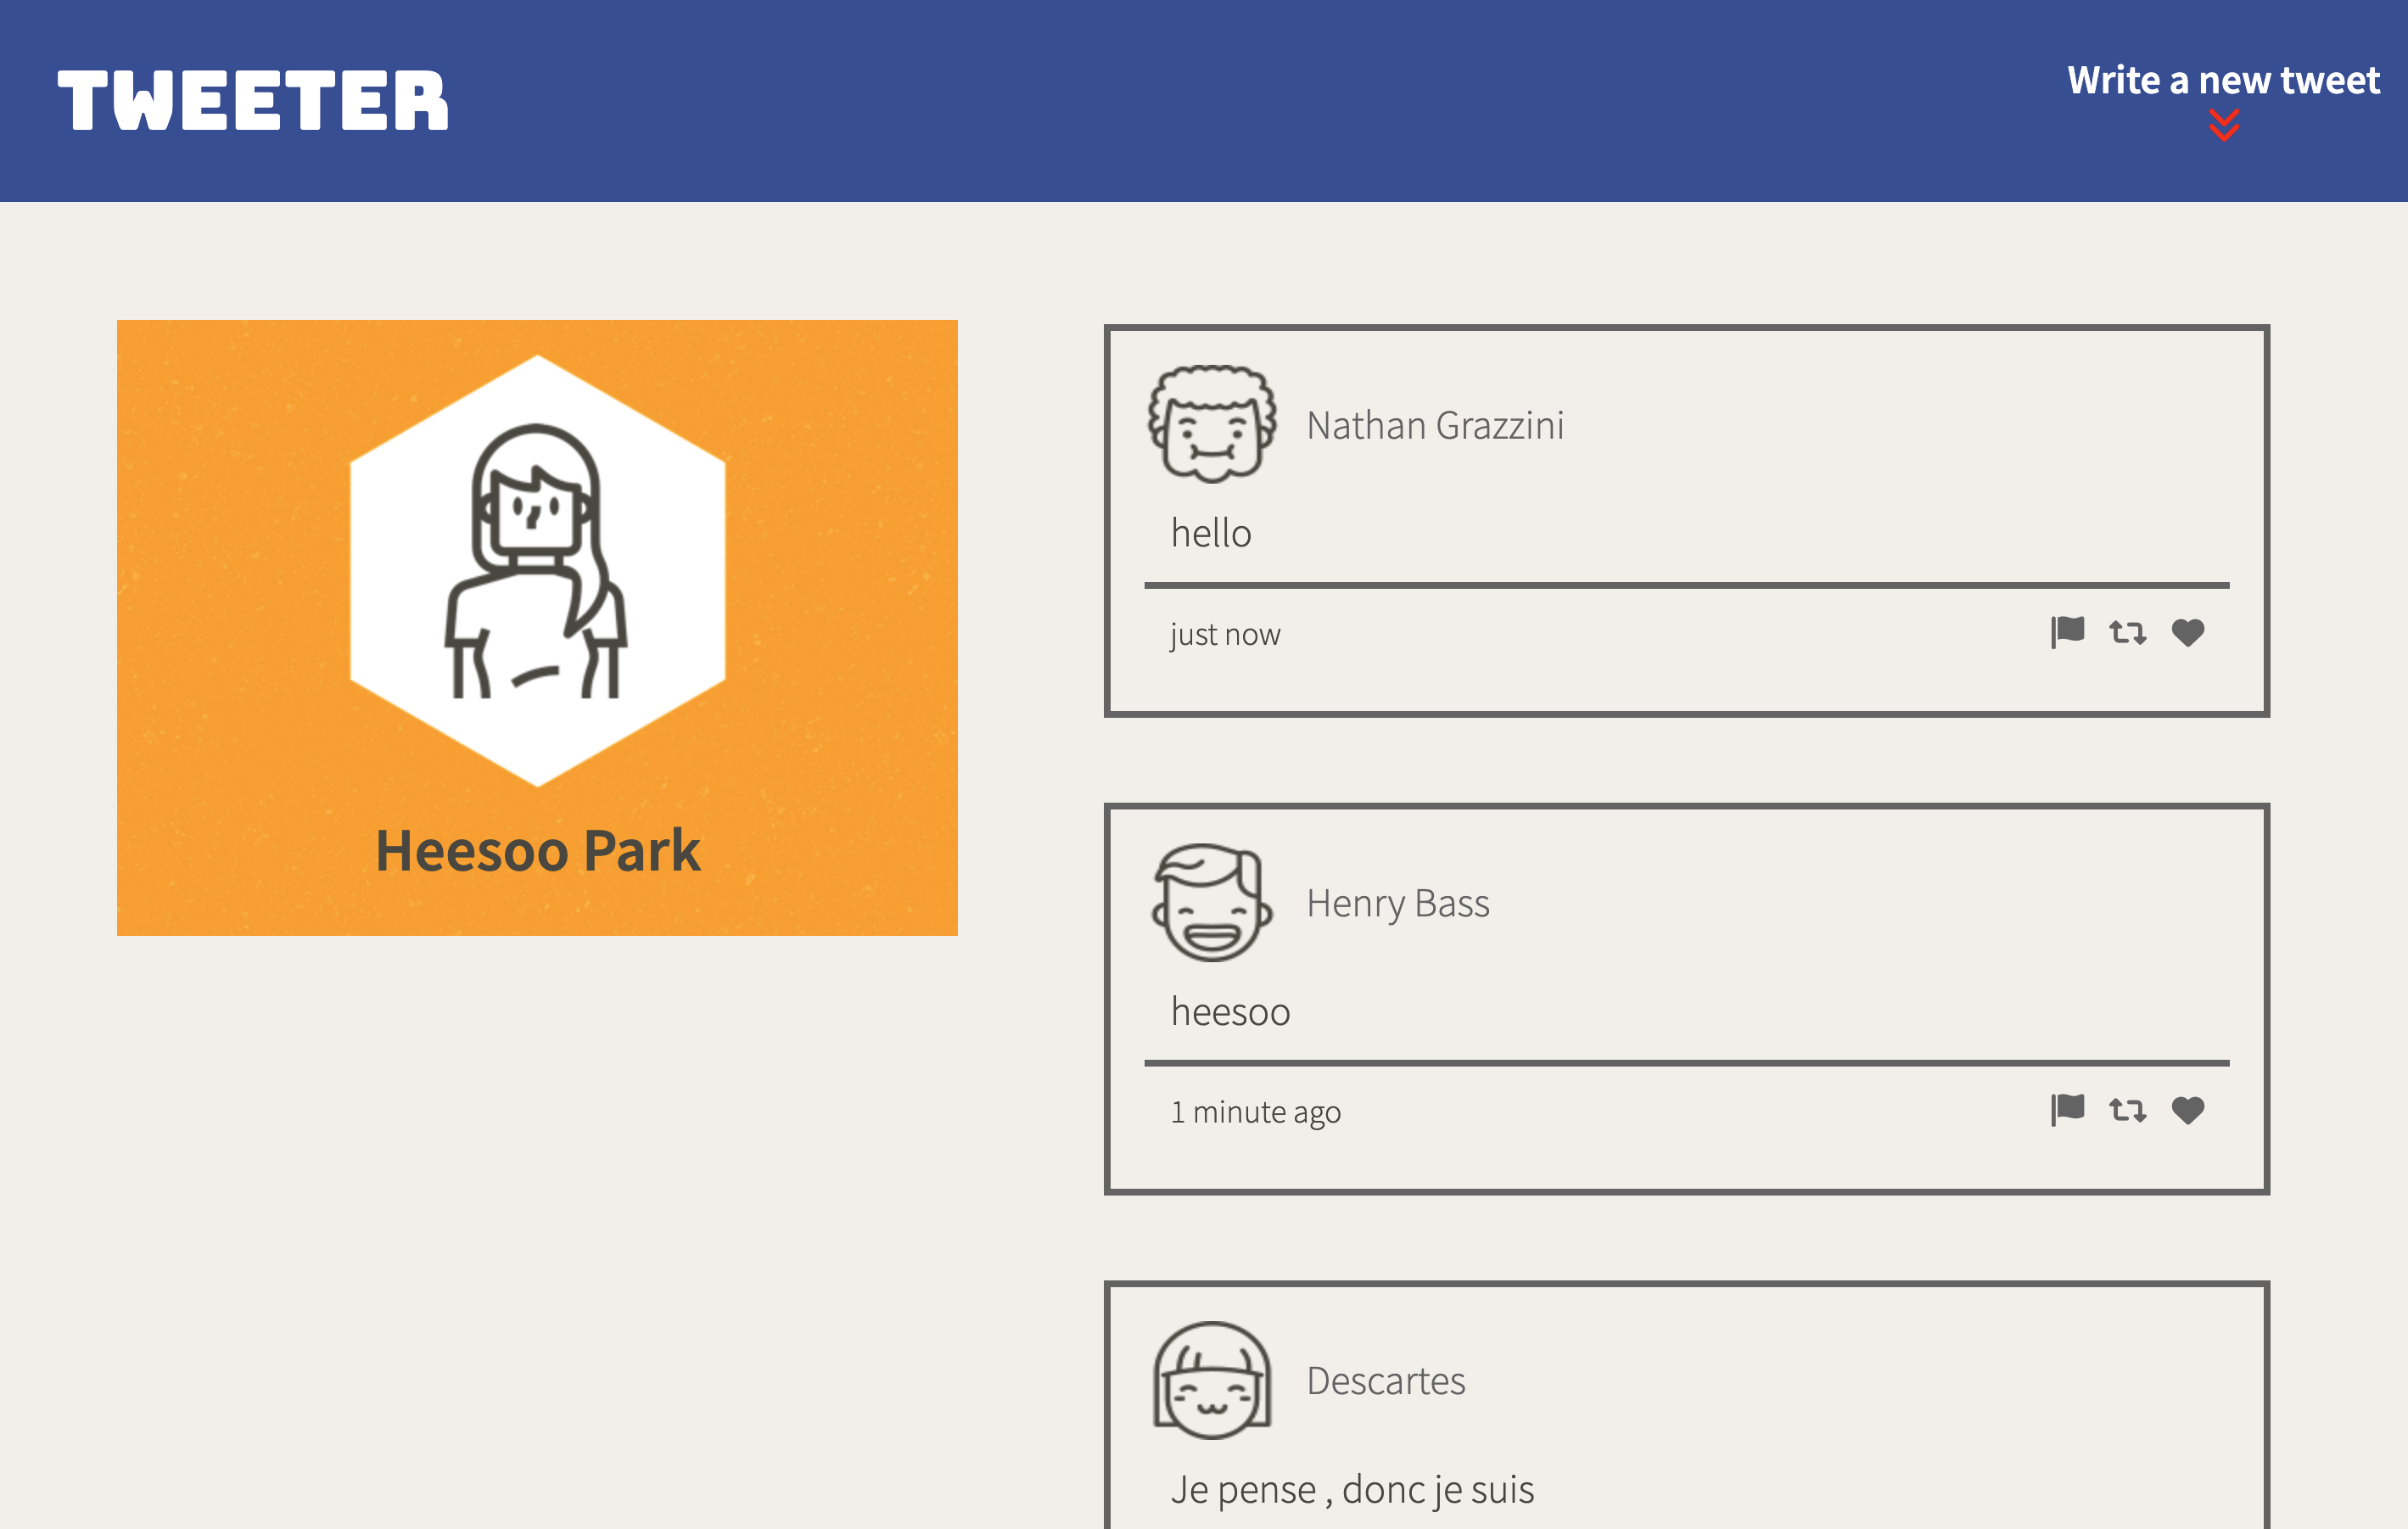 TWEETER
Write a new tweet
Heesoo Park
Nathan Grazzini
hello
just now
Henry Bass
heesoo
1 minute ago
Descartes
Je pense , donc je suis